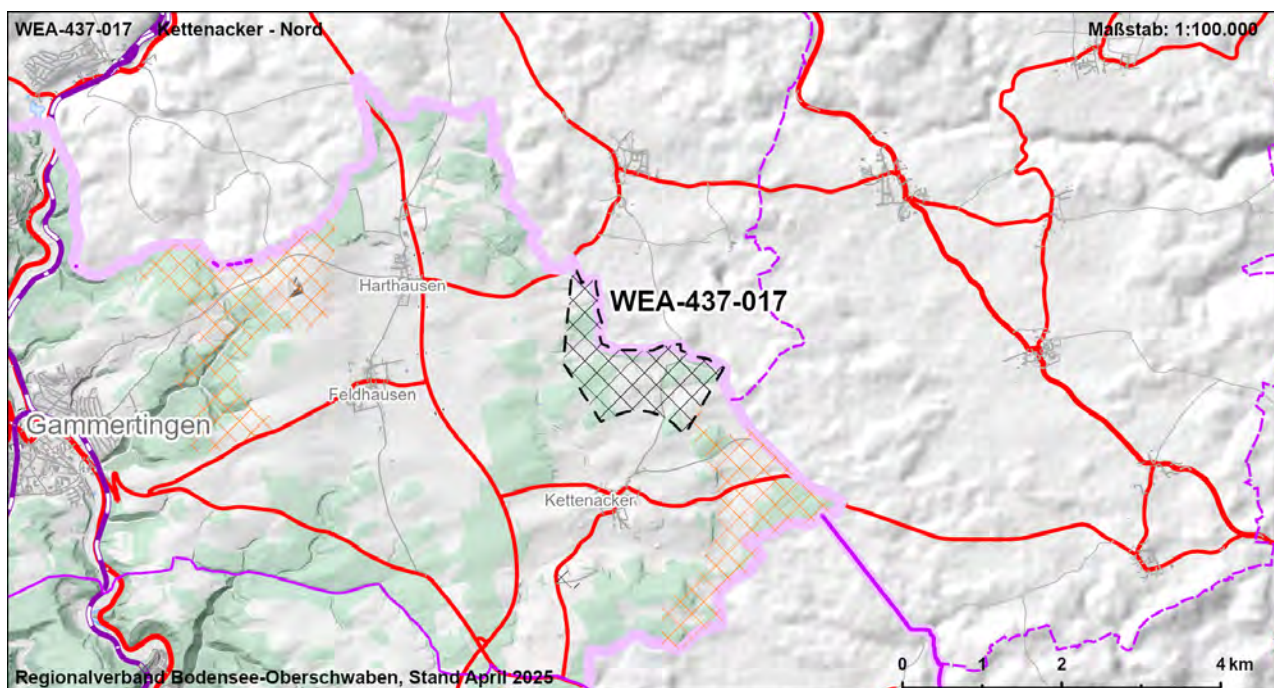 WEA-437-017 Kettenacker - Nord
Maßstab: 1:100.000
Harthausen
WEA-437-017
Feldhausen
Gammertingen
Kettenacker
0 1 2 4 km
Regionalverband Bodensee-Oberschwaben, Stand April 2025